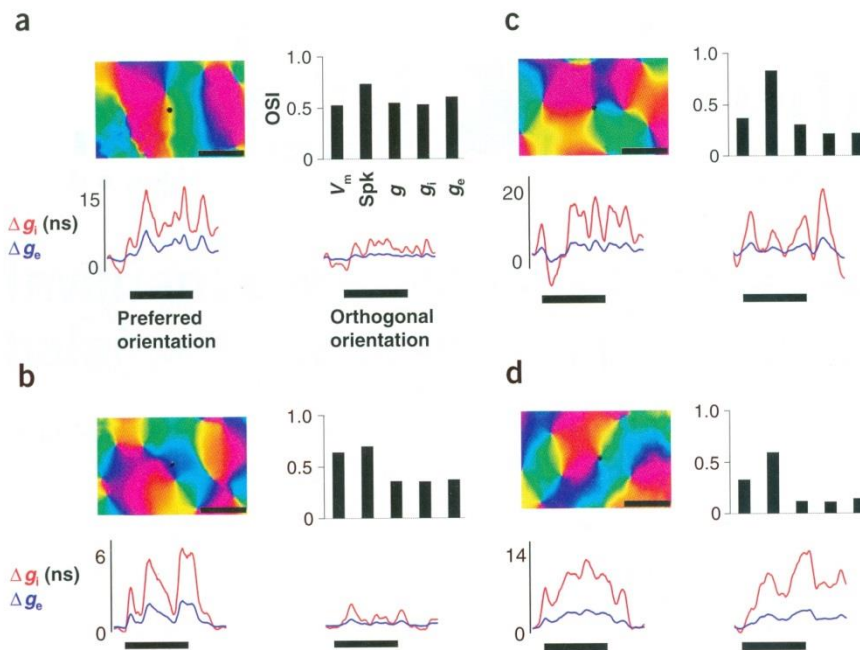 a
1.0
0.5
0
OSI
Vm
Spk
g
gi
ge
15
0
Δgi (ns)
Δge
Preferred
orientation
Orthogonal
orientation
c
1.0
0.5
0
20
0
b
1.0
0.5
0
6
0
Δgi (ns)
Δge
d
1.0
0.5
0
14
0